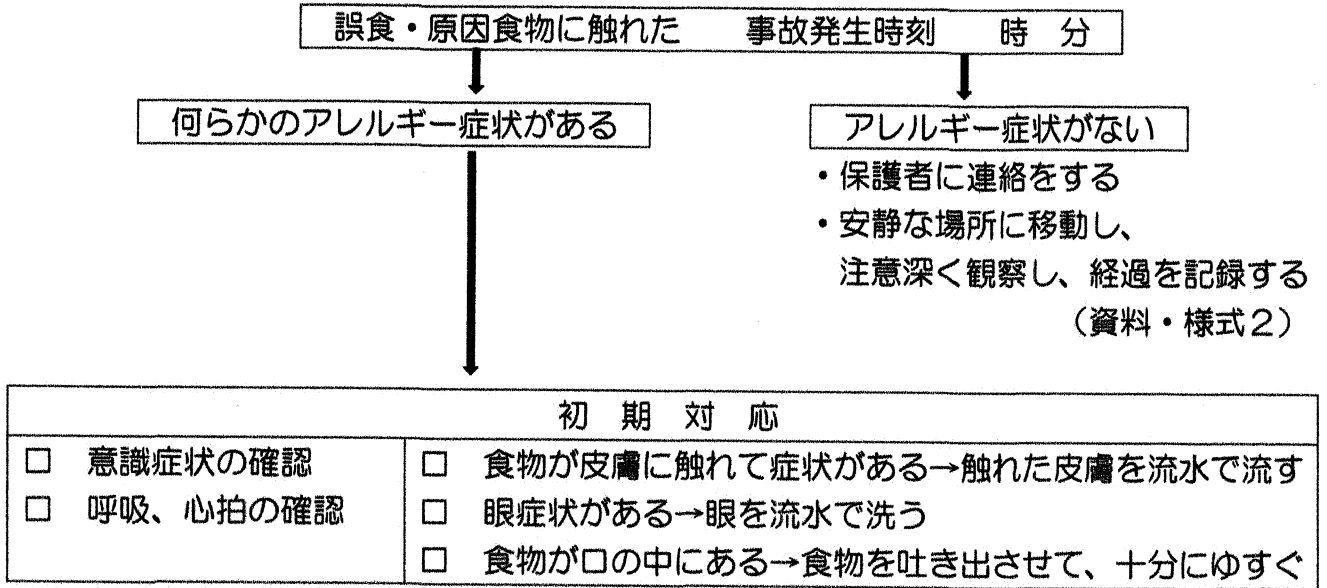 誤食・原因食物に触れた　　事故発生時刻　　時　分
何らかのアレルギー症状がある
アレルギー症状がない
・保護者に連絡をする
・安静な場所に移動し、
注意深く観察し、経過を記録する
（資料・様式２）
初　期　対　応
□　意識症状の確認
□　呼吸、心拍の確認
□　食物が皮膚に触れて症状がある→触れた皮膚を流水で流す
□　眼症状がある→眼を流水で洗う
□　食物が口の中にある→食物を吐き出させて、十分にゆすぐ